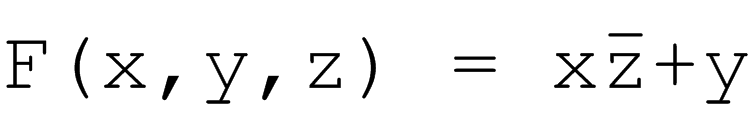 F(x,y,z) = xz̅+y